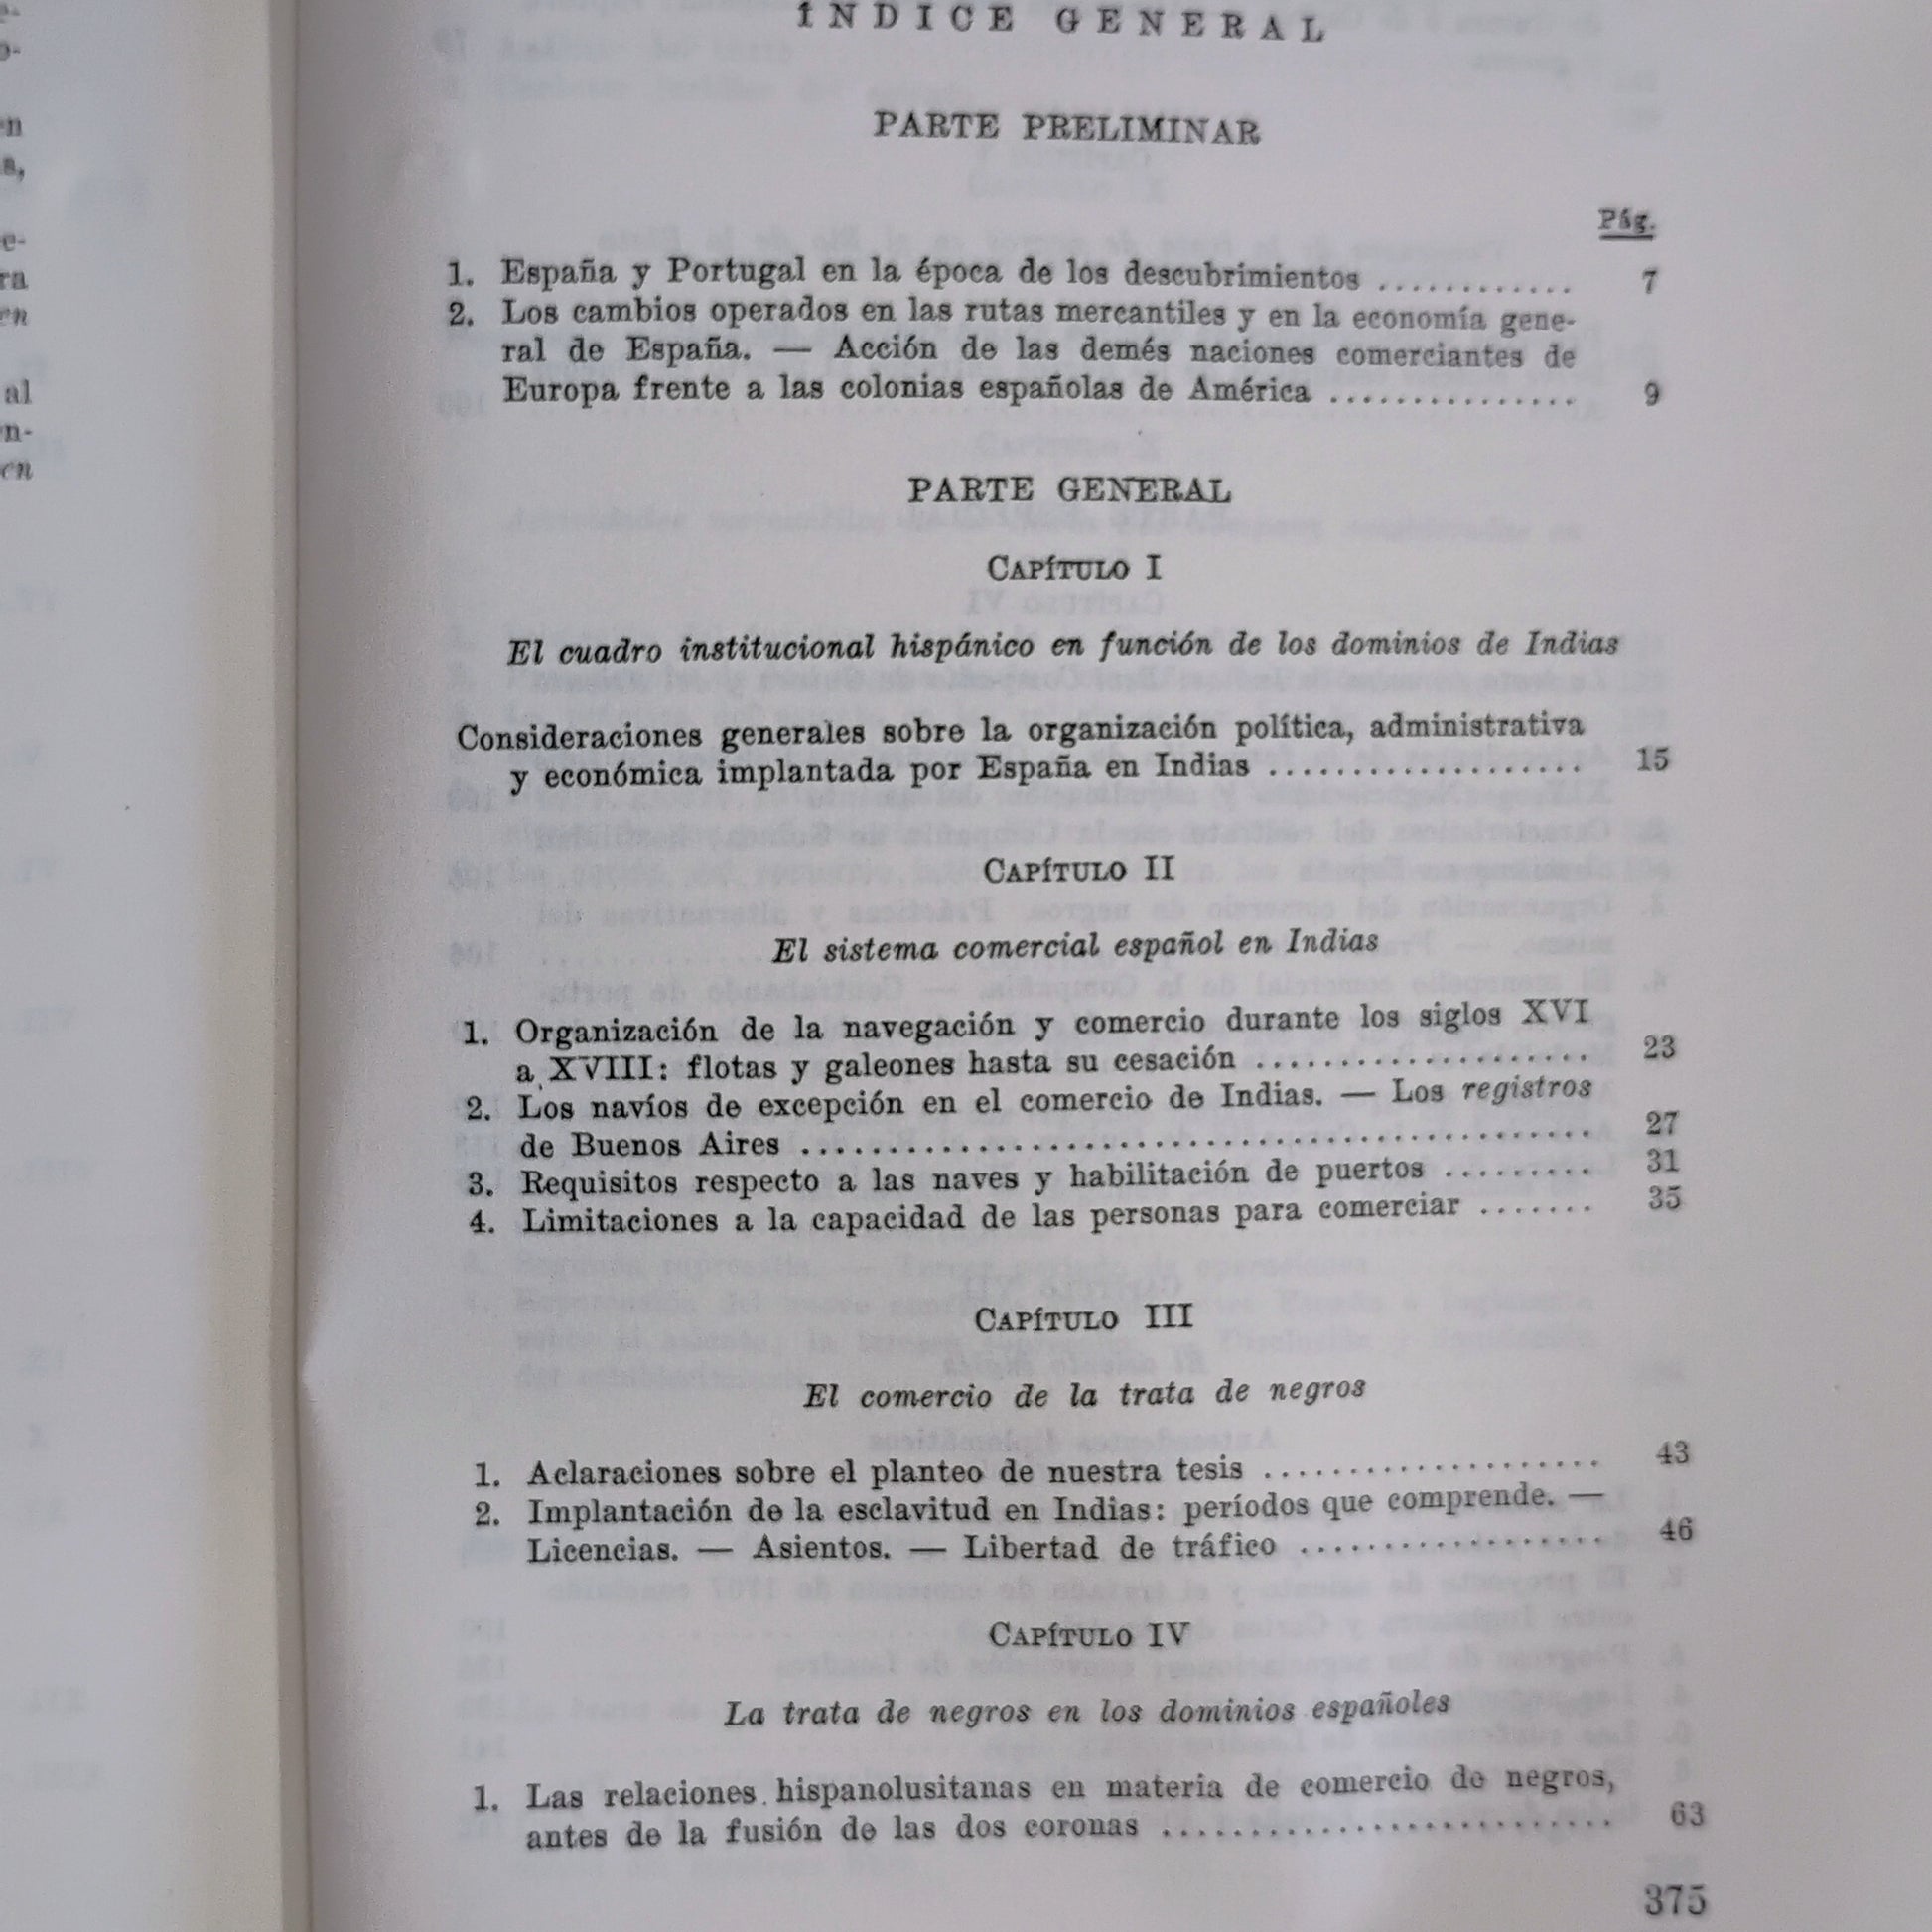 ÍNDICE GENERAL
PARTE PRELIMINAR
Pág.
1. España y Portugal en la época de los descubrimientos ............ 7
2. Los cambios operados en las rutas mercantiles y en la economía gene-
ral de España. — Acción de las demés naciones comerciantes de
Europa frente a las colonias españolas de América ............... 9
PARTE GENERAL
CAPÍTULO I
El cuadro institucional hispánico en función de los dominios de Indias
Consideraciones generales sobre la organización política, administrativa
y económica implantada por España en Indias ................... 15
CAPÍTULO II
El sistema comercial español en Indias
1. Organización de la navegación y comercio durante los siglos XVI
a XVIII: flotas y galeones hasta su cesación .................... 23
2. Los navíos de excepción en el comercio de Indias. — Los registros
de Buenos Aires ................................................ 27
3. Requisitos respecto a las naves y habilitación de puertos ......... 31
4. Limitaciones a la capacidad de las personas para comerciar ....... 35
CAPÍTULO III
El comercio de la trata de negros
1. Aclaraciones sobre el planteo de nuestra tesis .................... 43
2. Implantación de la esclavitud en Indias: períodos que comprende. —
Licencias. — Asientos. — Libertad de tráfico .................. 46
CAPÍTULO IV
La trata de negros en los dominios españoles
1. Las relaciones hispanolusitanas en materia de comercio de negros,
antes de la fusión de las dos coronas ........................... 63
375